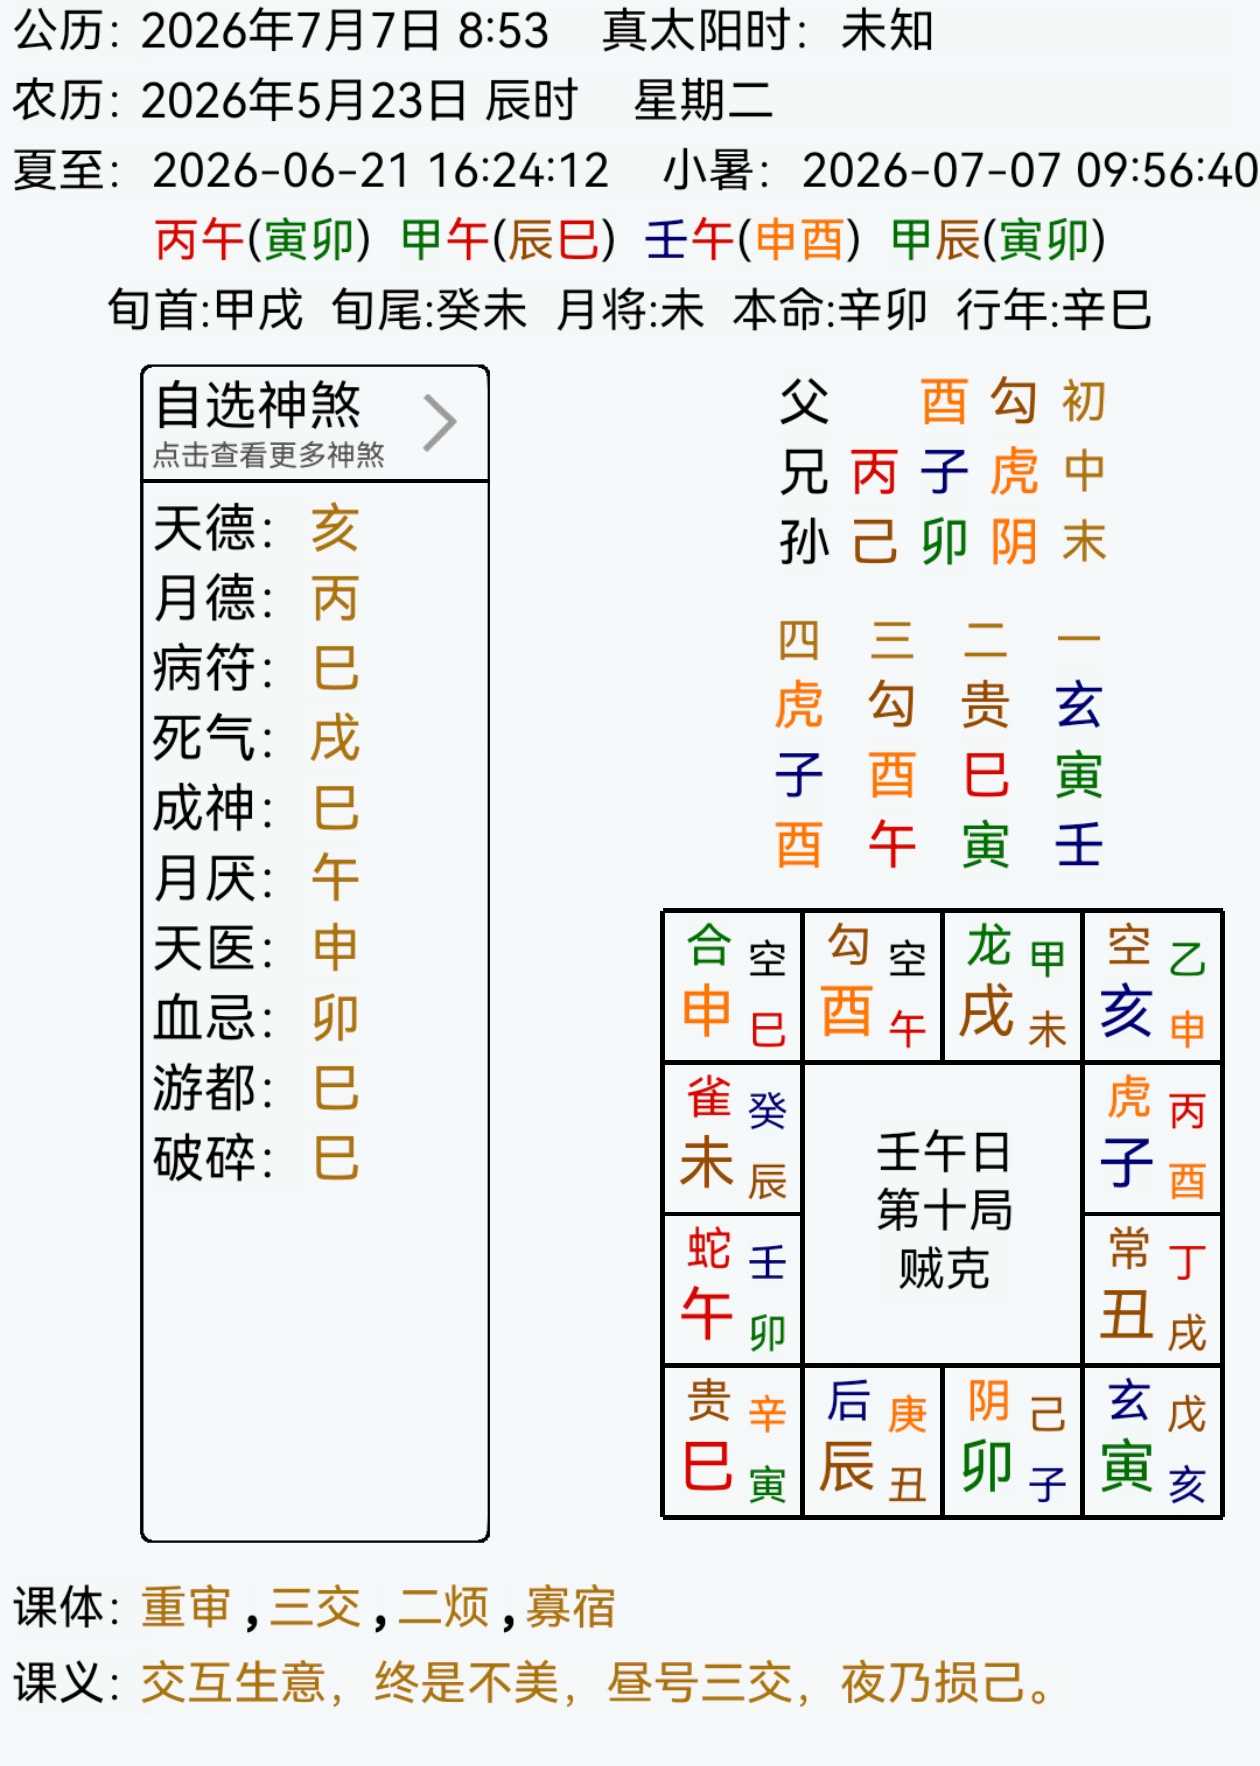 公历：2026年7月7日 8:53 真太阳时：未知
农历：2026年5月23日 辰时 星期二
夏至：2026-06-21 16:24:12 小暑：2026-07-07 09:56:40
丙午(寅卯) 甲午(辰巳) 壬午(申酉) 甲辰(寅卯)
旬首:甲戌 旬尾:癸未 月将:未 本命:辛卯 行年:辛巳
自选神煞
点击查看更多神煞
天德：亥
月德：丙
病符：巳
死气：戌
成神：巳
月厌：午
天医：申
血忌：卯
游都：巳
破碎：巳
父 酉 勾 初
兄 丙 子 虎 中
孙 己 卯 阴 末
四 三 二 一
虎 勾 贵 玄
子 酉 巳 寅
酉 午 寅 壬
合 空 勾 空 龙 甲 空 乙
申 巳 酉 午 戌 未 亥 申
雀 癸 虎 丙
未 辰 子 酉
壬午日
第十局
贼克
蛇 壬 常 丁
午 卯 丑 戌
贵 辛 后 庚 阴 己 玄 戊
巳 寅 辰 丑 卯 子 寅 亥
课体：重审,三交,二烦,寡宿
课义：交互生意，终是不美，昼号三交，夜乃损己。